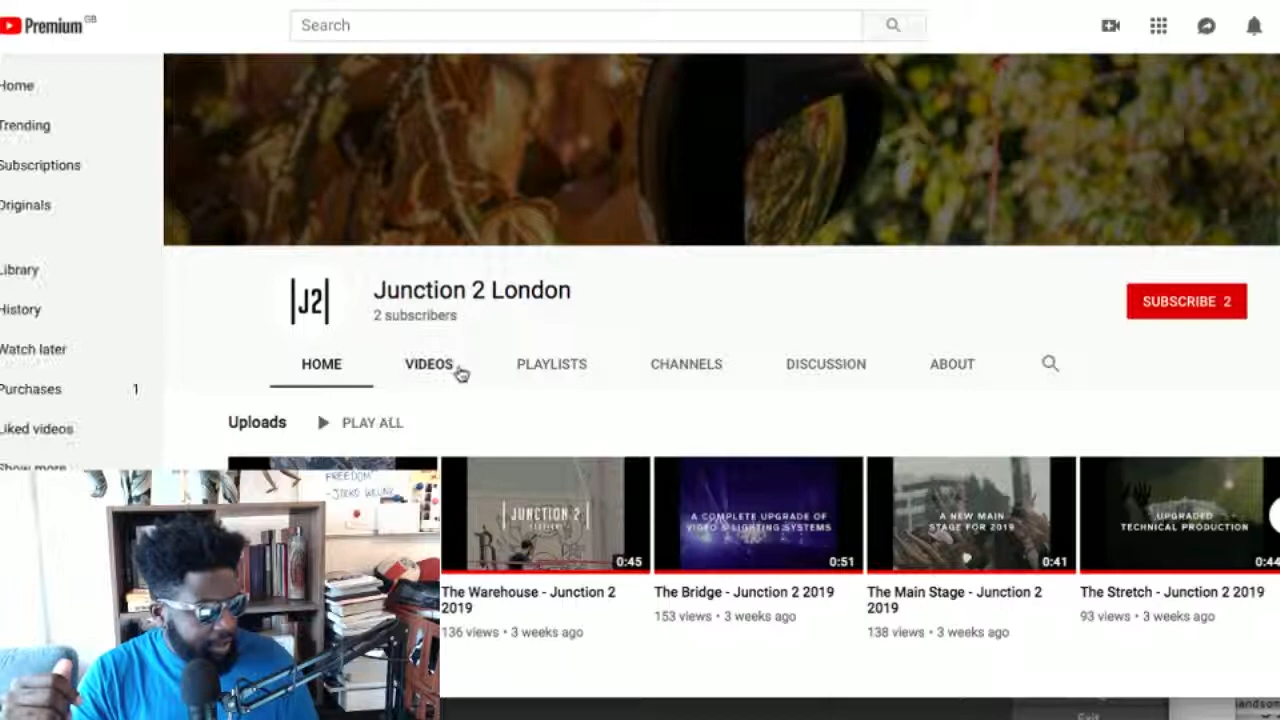 Premium GB
Search
Home
Trending
Subscriptions
Originals
Library
History
Watch later
Purchases 1
Liked videos
Show more
Junction 2 London
2 subscribers
SUBSCRIBE 2
HOME VIDEOS PLAYLISTS CHANNELS DISCUSSION ABOUT
Uploads PLAY ALL
|J2|
FREEDOM"
JUNCTION 2
0:45
A COMPLETE UPGRADE OF
VIDEO & LIGHTING SYSTEMS
0:51
A NEW MAIN
STAGE FOR 2019
0:41
UPGRADED
TECHNICAL PRODUCTION
0:44
The Warehouse - Junction 2
2019
136 views • 3 weeks ago
The Bridge - Junction 2 2019
153 views • 3 weeks ago
The Main Stage - Junction 2
2019
138 views • 3 weeks ago
The Stretch - Junction 2 2019
93 views • 3 weeks ago